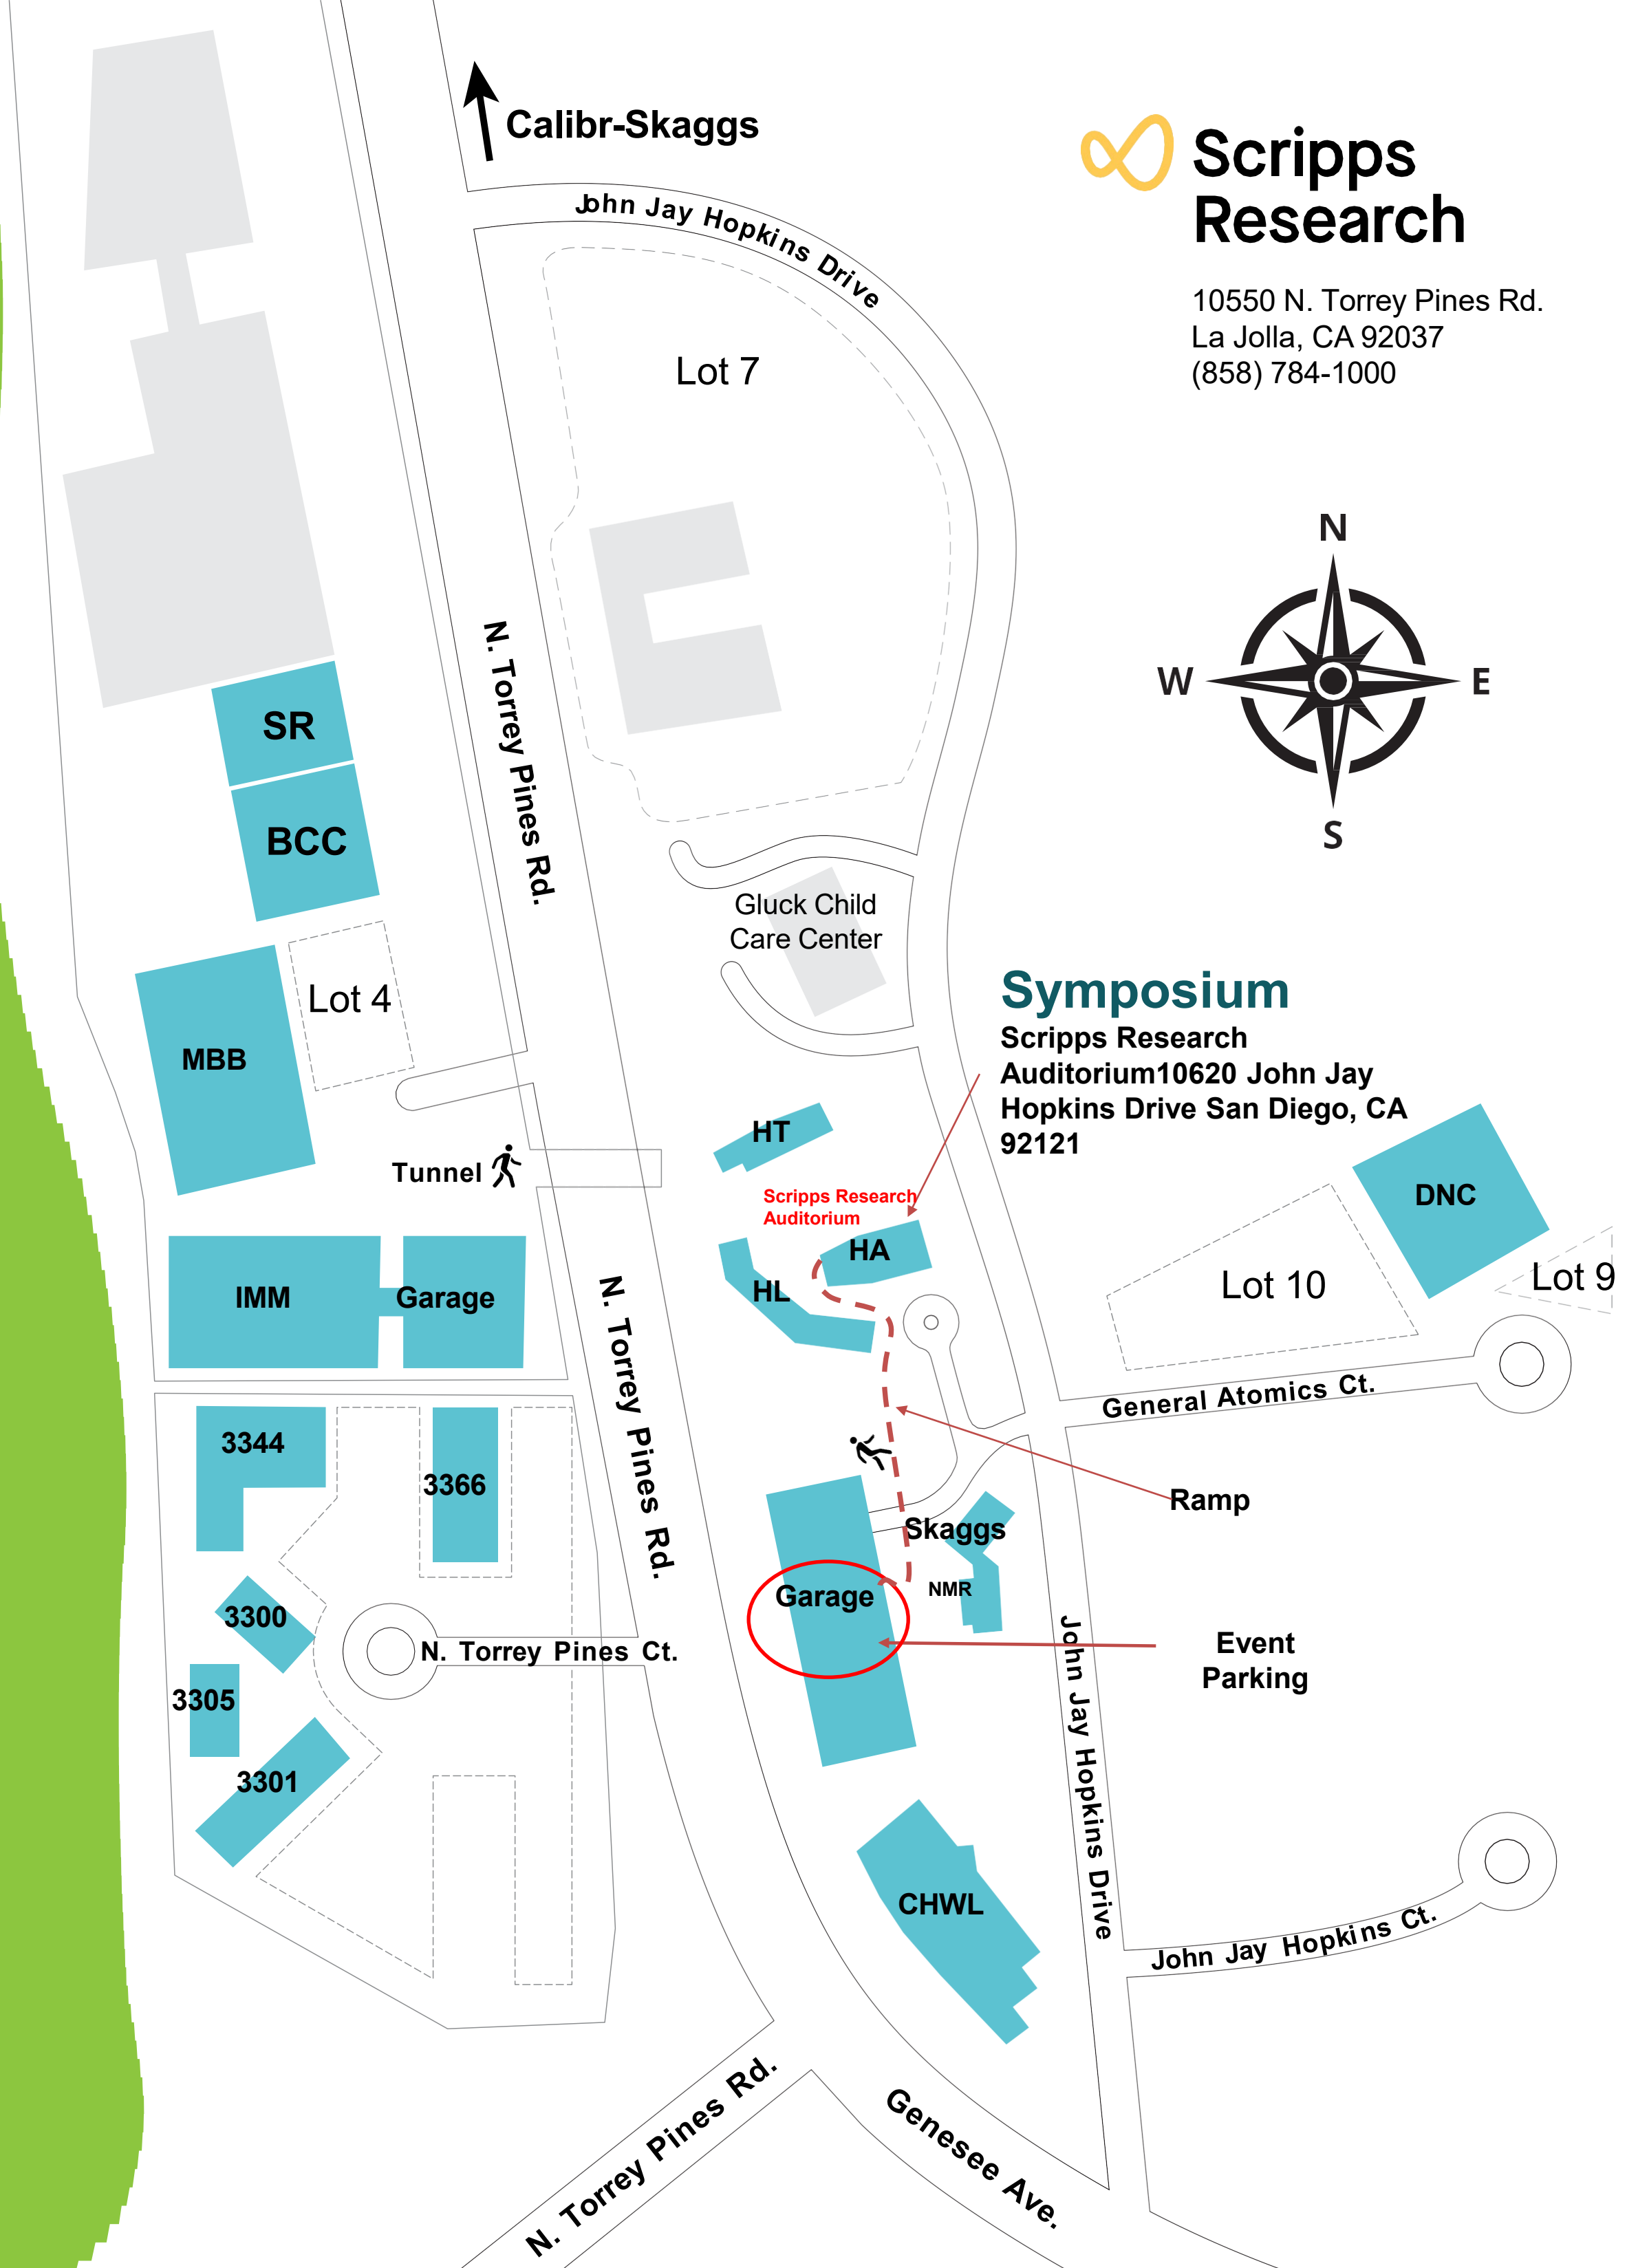 Calibr-Skaggs
Scripps
Research
10550 N. Torrey Pines Rd.
La Jolla, CA 92037
(858) 784-1000
John Jay Hopkins Drive
Lot 7
N
W
E
S
N. Torrey Pines Rd.
SR
BCC
Gluck Child
Care Center
Lot 4
MBB
Symposium
Scripps Research
Auditorium10620 John Jay
Hopkins Drive San Diego, CA
92121
HT
Tunnel
Scripps Research
Auditorium
HA
HL
DNC
Lot 10
Lot 9
IMM
Garage
N. Torrey Pines Rd.
General Atomics Ct.
3344
3366
Ramp
Skaggs
NMR
Garage
3300
N. Torrey Pines Ct.
Event
Parking
3305
3301
John Jay Hopkins Drive
CHWL
John Jay Hopkins Ct.
N. Torrey Pines Rd.
Genesee Ave.